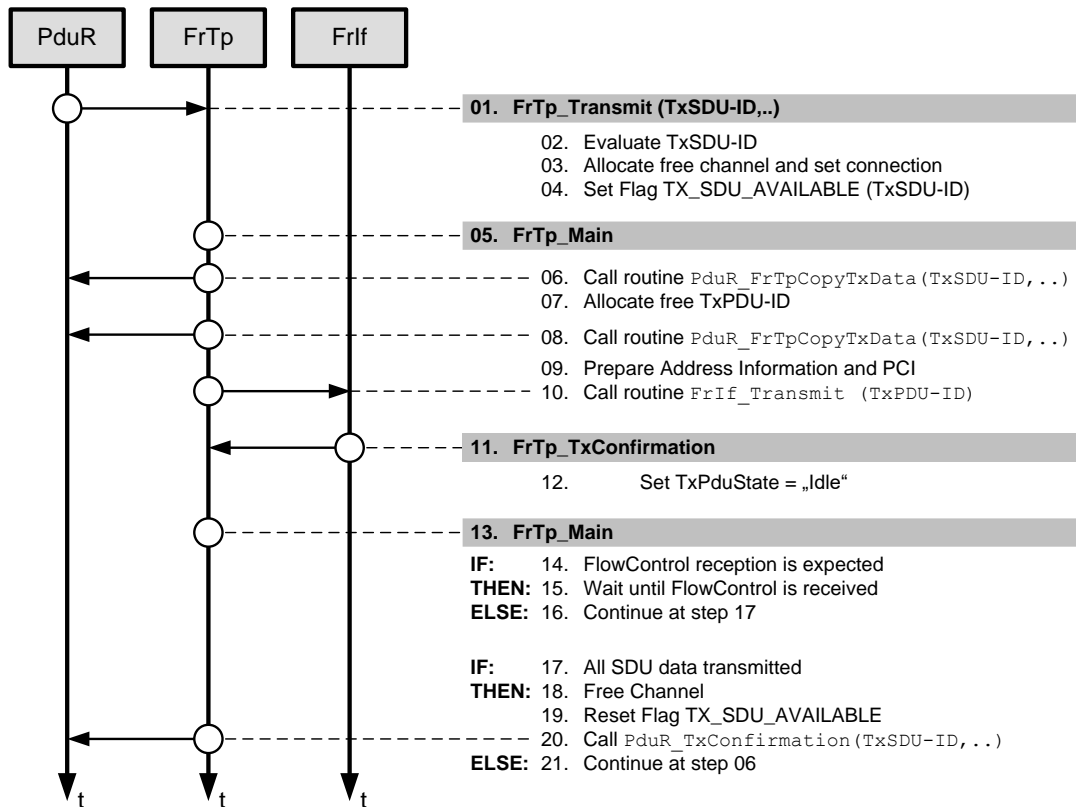 PduR FrTp FrIf
01. FrTp_Transmit (TxSDU-ID,..)
02. Evaluate TxSDU-ID
03. Allocate free channel and set connection
04. Set Flag TX_SDU_AVAILABLE (TxSDU-ID)
05. FrTp_Main
06. Call routine PduR_FrTpCopyTxData(TxSDU-ID,..)
07. Allocate free TxPDU-ID
08. Call routine PduR_FrTpCopyTxData(TxSDU-ID,..)
09. Prepare Address Information and PCI
10. Call routine FrIf_Transmit (TxPDU-ID)
11. FrTp_TxConfirmation
12. Set TxPduState = „Idle“
13. FrTp_Main
IF: 14. FlowControl reception is expected
THEN: 15. Wait until FlowControl is received
ELSE: 16. Continue at step 17
IF: 17. All SDU data transmitted
THEN: 18. Free Channel
19. Reset Flag TX_SDU_AVAILABLE
20. Call PduR_TxConfirmation(TxSDU-ID,..)
ELSE: 21. Continue at step 06
t t t